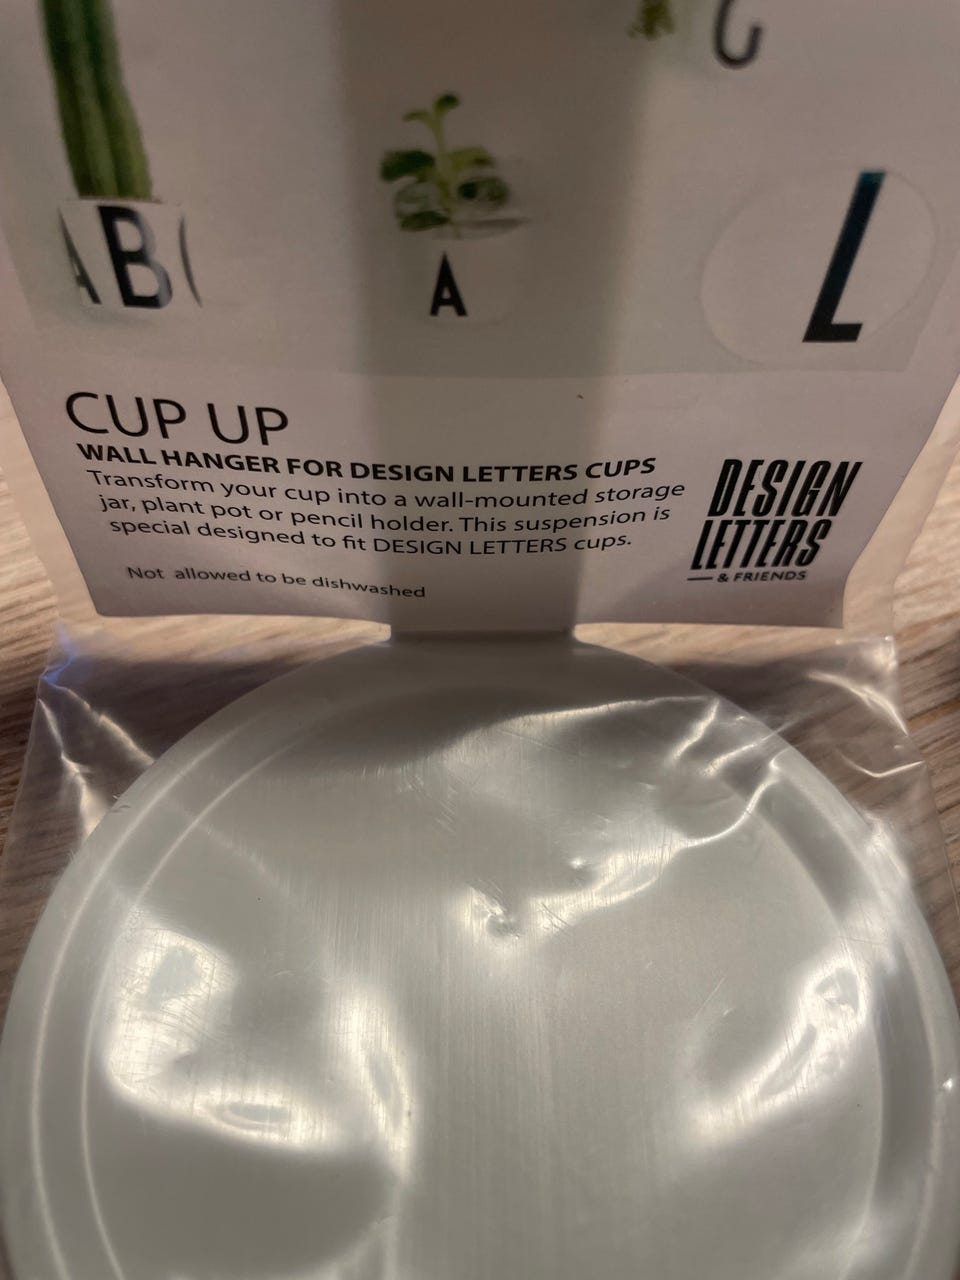 G
AB
A
L
CUP UP
WALL HANGER FOR DESIGN LETTERS CUPS
Transform your cup into a wall-mounted storage
jar, plant pot or pencil holder. This suspension is
special designed to fit DESIGN LETTERS cups.
Not allowed to be dishwashed
DESIGN
LETTERS
& FRIENDS